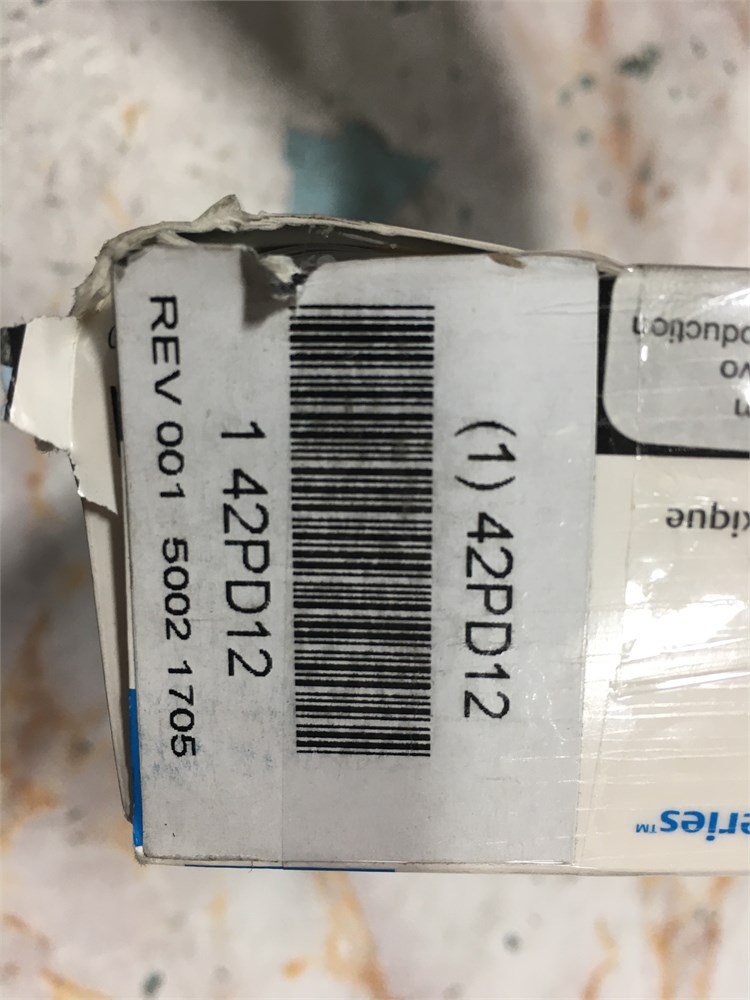 (1) 42PD12
1 42PD12
REV 001 5002 1705
oduction
vo
n
xique
eries™